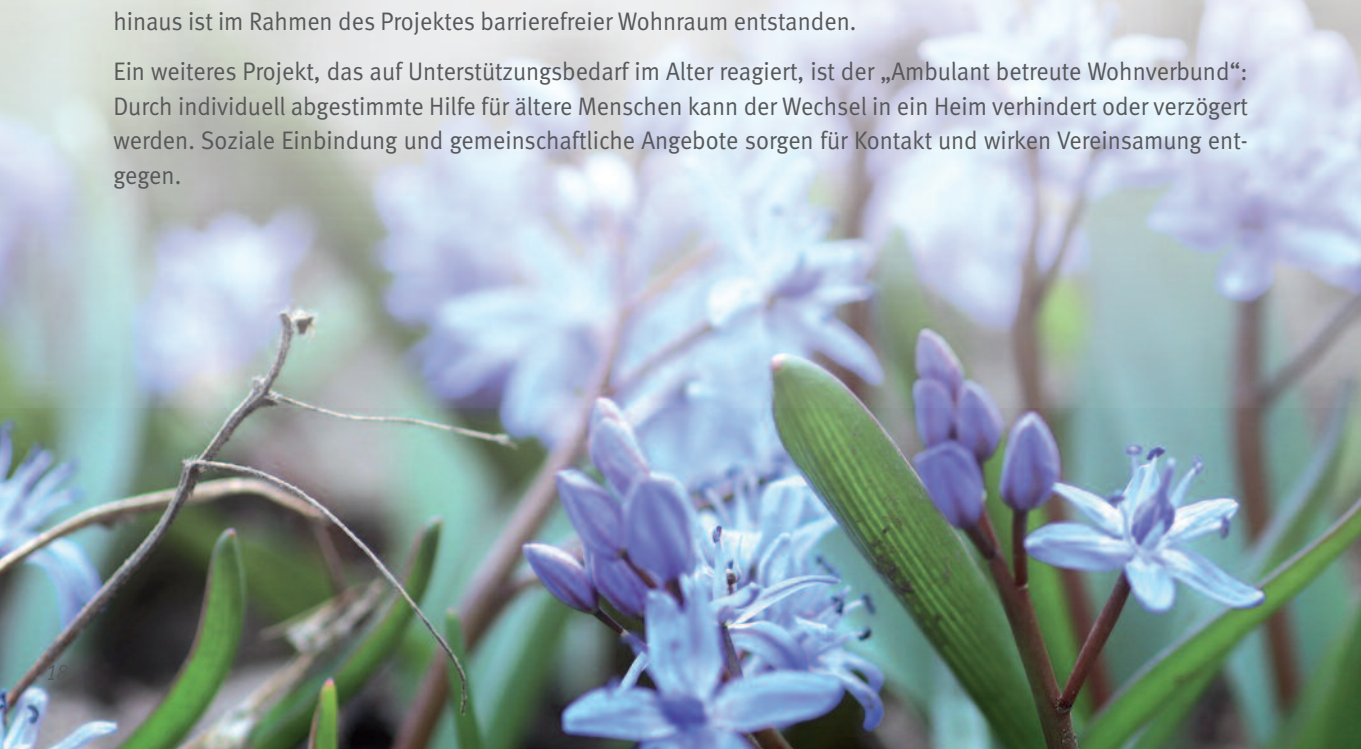 hinaus ist im Rahmen des Projektes barrierefreier Wohnraum entstanden.
Ein weiteres Projekt, das auf Unterstützungsbedarf im Alter reagiert, ist der „Ambulant betreute Wohnverbund“:
Durch individuell abgestimmte Hilfe für ältere Menschen kann der Wechsel in ein Heim verhindert oder verzögert
werden. Soziale Einbindung und gemeinschaftliche Angebote sorgen für Kontakt und wirken Vereinsamung ent-
gegen.